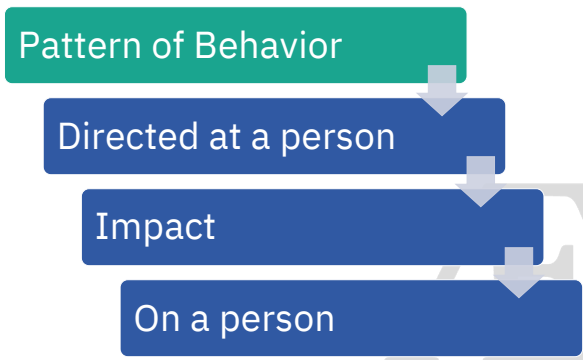 Pattern of Behavior
Directed at a person
Impact
On a person